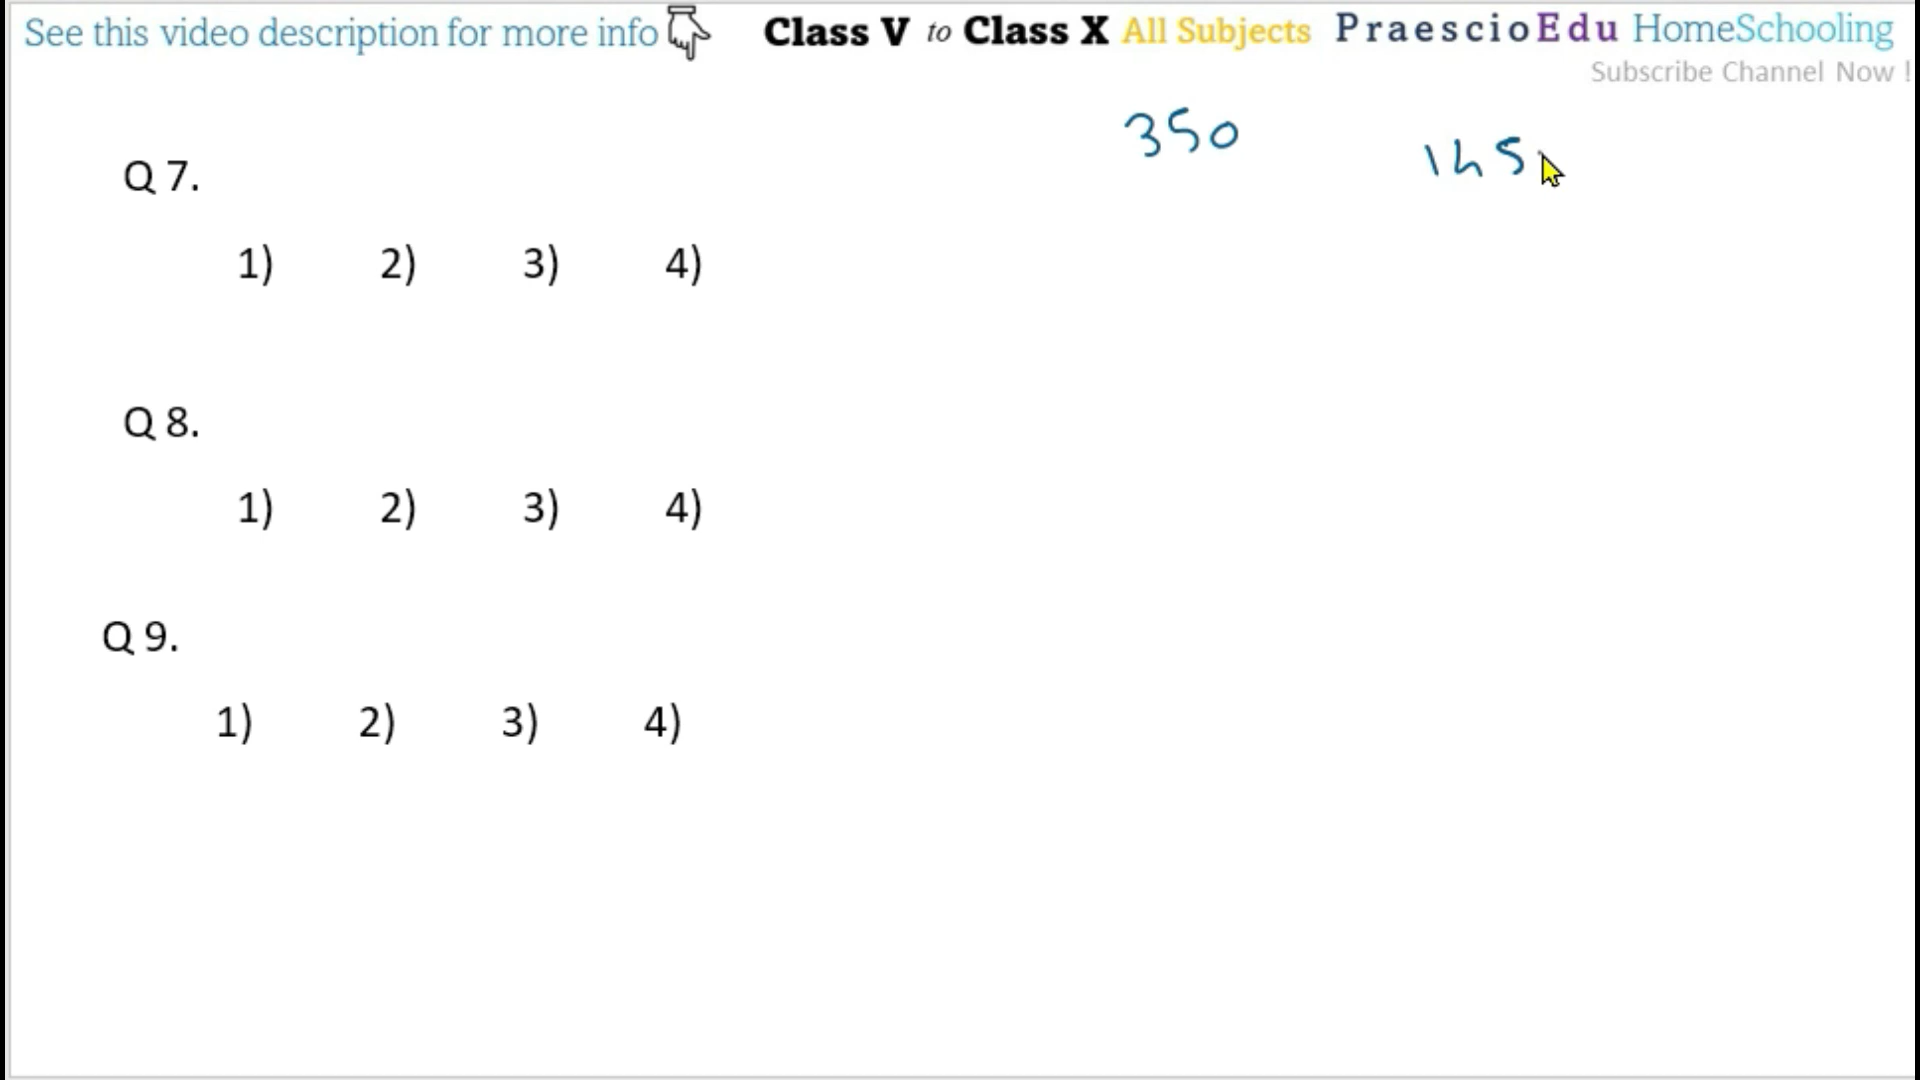 See this video description for more info Class V to Class X All Subjects PraescioEdu HomeSchooling
Subscribe Channel Now !
350
145
Q 7.
1) 2) 3) 4)
Q 8.
1) 2) 3) 4)
Q 9.
1) 2) 3) 4)